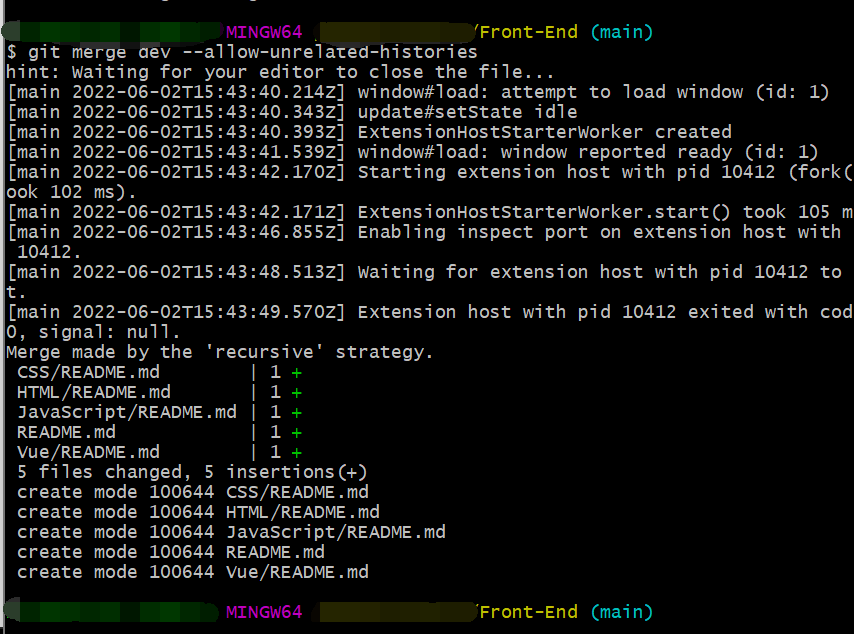 MINGW64 /Front-End (main)
$ git merge dev --allow-unrelated-histories
hint: Waiting for your editor to close the file...
[main 2022-06-02T15:43:40.214Z] window#load: attempt to load window (id: 1)
[main 2022-06-02T15:43:40.343Z] update#setState idle
[main 2022-06-02T15:43:40.393Z] ExtensionHostStarterWorker created
[main 2022-06-02T15:43:41.539Z] window#load: window reported ready (id: 1)
[main 2022-06-02T15:43:42.170Z] Starting extension host with pid 10412 (fork(
ook 102 ms).
[main 2022-06-02T15:43:42.171Z] ExtensionHostStarterWorker.start() took 105 m
[main 2022-06-02T15:43:46.855Z] Enabling inspect port on extension host with
10412.
[main 2022-06-02T15:43:48.513Z] Waiting for extension host with pid 10412 to
t.
[main 2022-06-02T15:43:49.570Z] Extension host with pid 10412 exited with cod
0, signal: null.
Merge made by the 'recursive' strategy.
CSS/README.md | 1 +
HTML/README.md | 1 +
JavaScript/README.md | 1 +
README.md | 1 +
Vue/README.md | 1 +
5 files changed, 5 insertions(+)
create mode 100644 CSS/README.md
create mode 100644 HTML/README.md
create mode 100644 JavaScript/README.md
create mode 100644 README.md
create mode 100644 Vue/README.md
MINGW64 /Front-End (main)